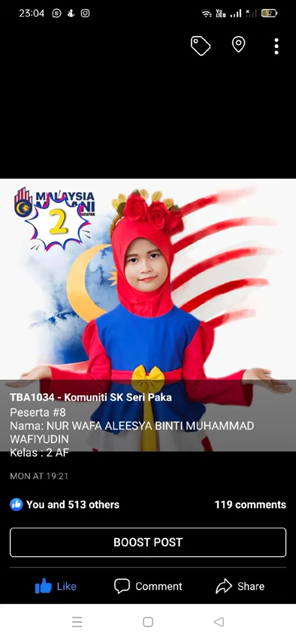 23:04
MALAYSIA
2
TBA1034 - Komuniti SK Seri Paka
Peserta #8
Nama: NUR WAFA ALEESYA BINTI MUHAMMAD
WAFIYUDIN
Kelas : 2 AF
MON AT 19:21
You and 513 others 119 comments
BOOST POST
Like Comment Share